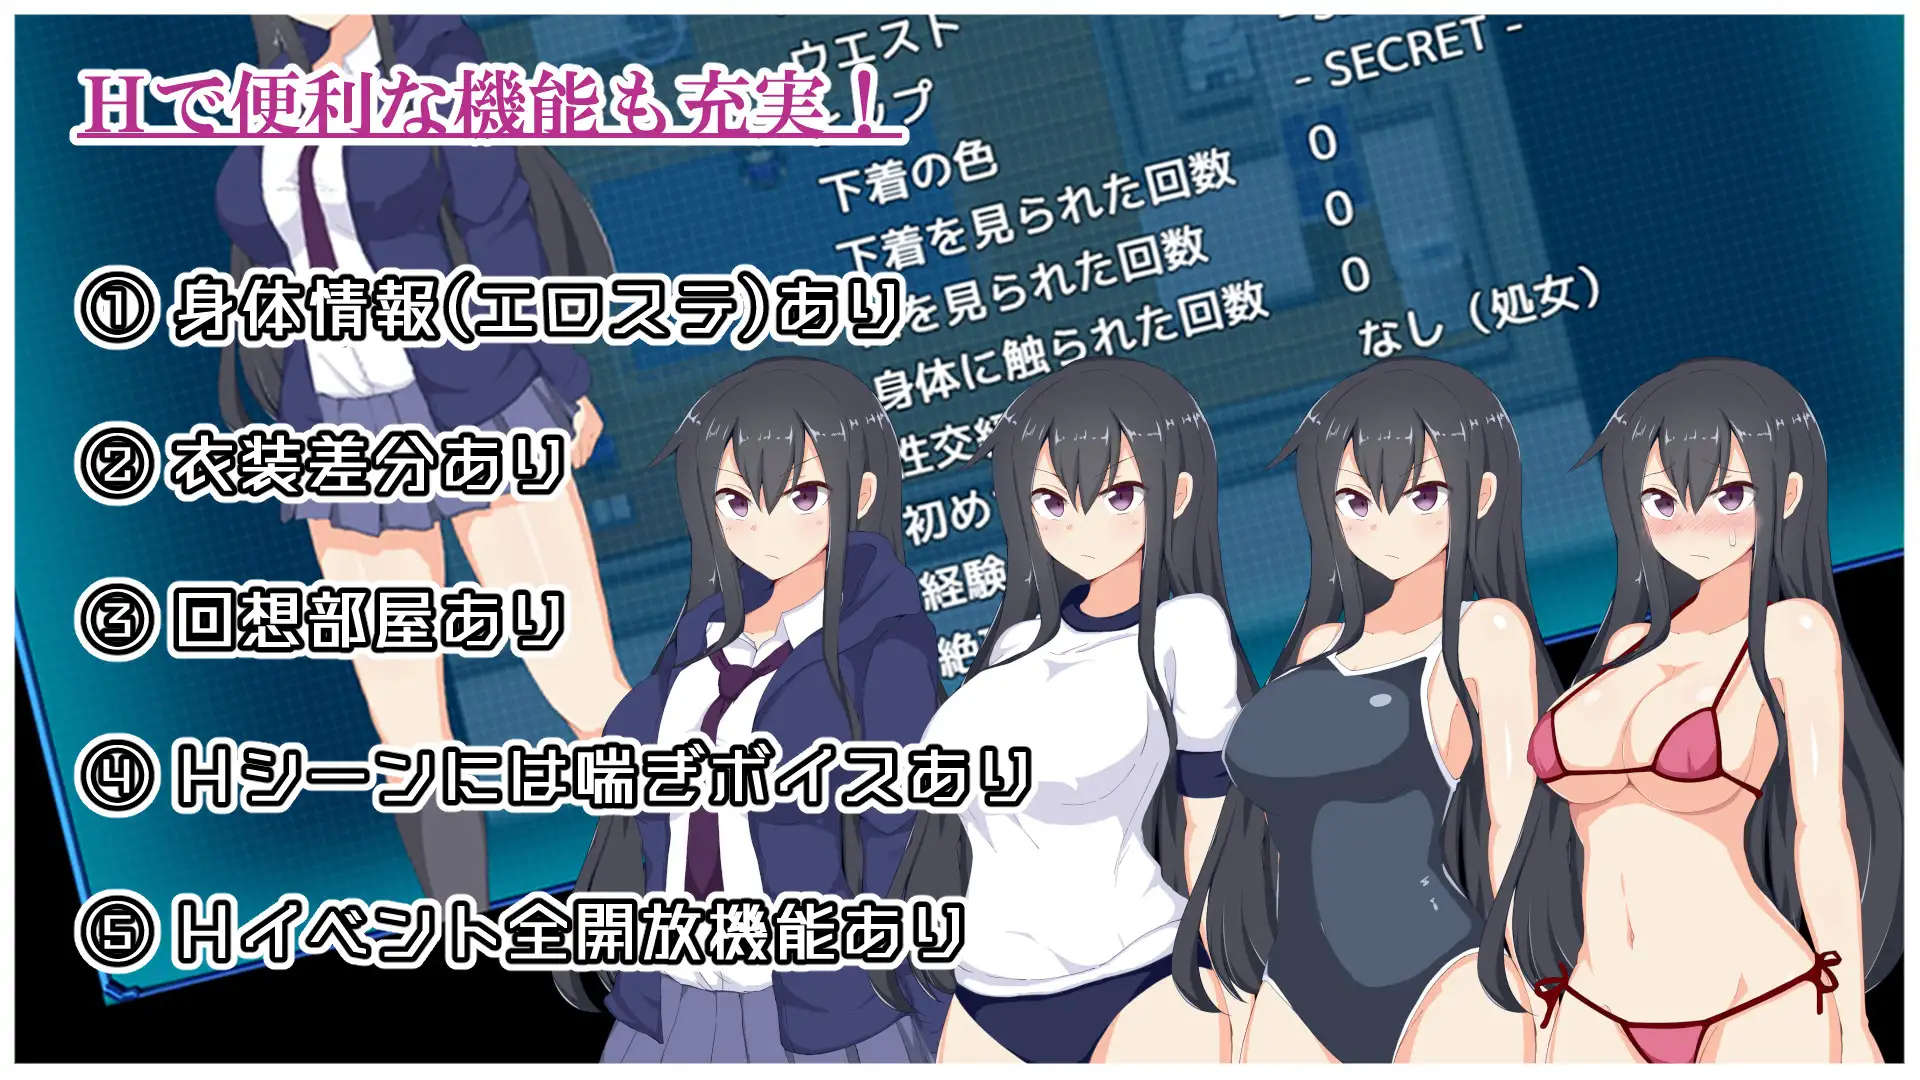 Hで便利な機能も充実!
①身体情報(エロステ)あり
②衣装差分あり
③回想部屋あり
④Hシーンには喘ぎボイスあり
⑤Hイベント全開放機能あり
ウエスト
ップ
- SECRET -
下着の色
0
下着を見られた回数
0
を見られた回数
0
身体に触られた回数
なし(処女)
性交経
初め
経験
絶